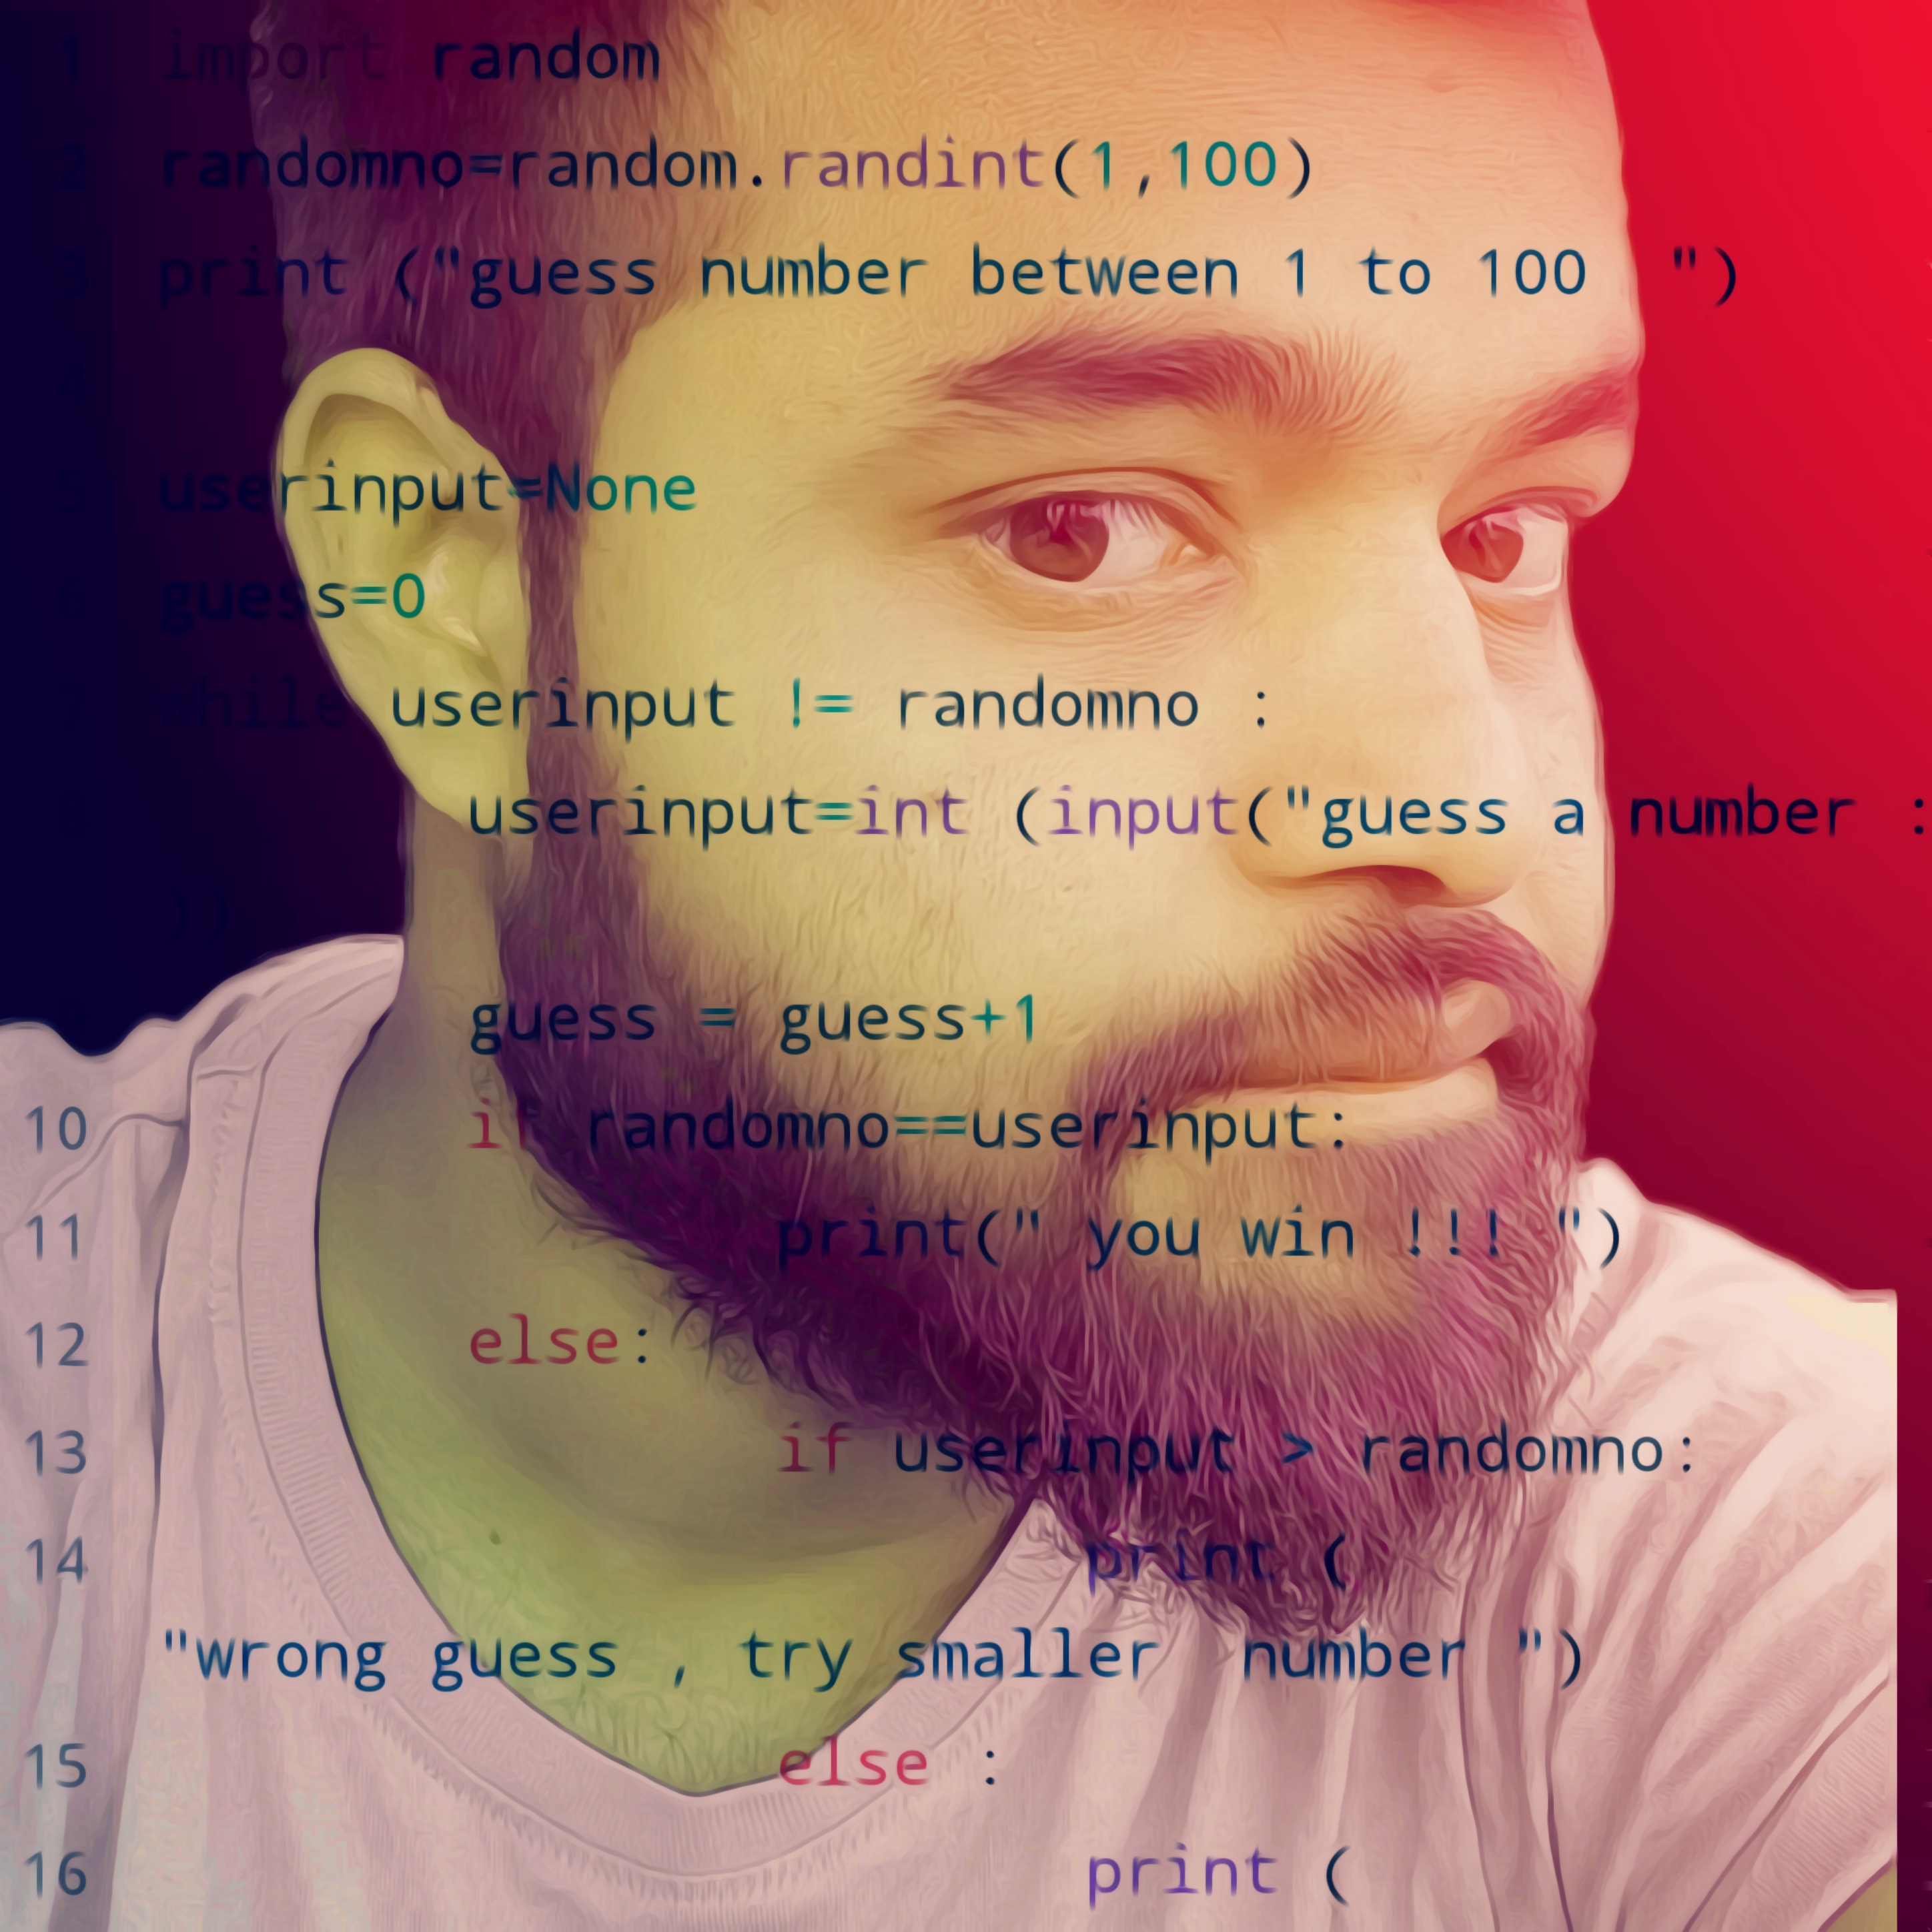 1 import random
2 randomno=random.randint(1,100)
3 print ("guess number between 1 to 100  ")
4
5 userinput=None
6 guess=0
7 while userinput != randomno :
8 userinput=int (input("guess a number :
))
guess = guess+1
10 if randomno==userinput:
11 print(" you win !!! ")
12 else:
13 if userinput > randomno:
14 print (
"wrong guess , try smaller  number ")
15 else :
16 print (